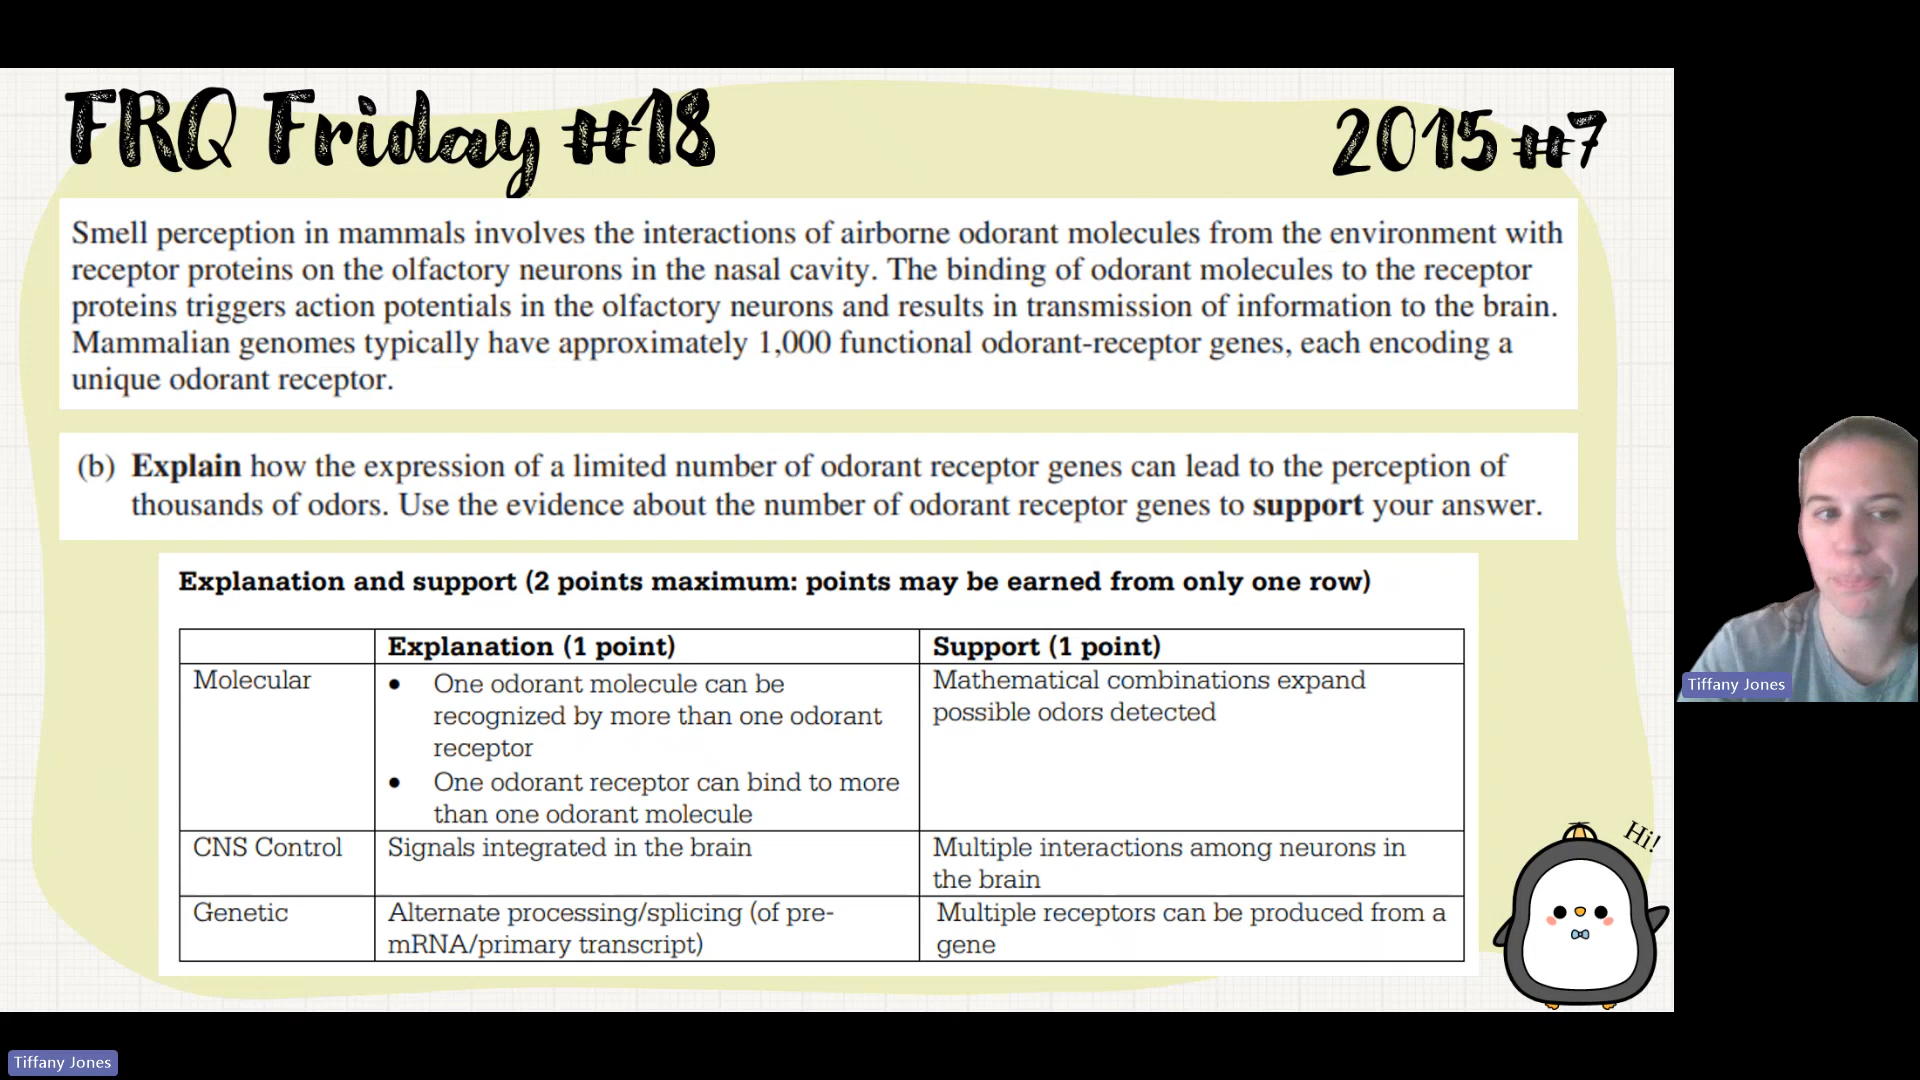 FRQ Friday #18
2015 #7
Smell perception in mammals involves the interactions of airborne odorant molecules from the environment with
receptor proteins on the olfactory neurons in the nasal cavity. The binding of odorant molecules to the receptor
proteins triggers action potentials in the olfactory neurons and results in transmission of information to the brain.
Mammalian genomes typically have approximately 1,000 functional odorant-receptor genes, each encoding a
unique odorant receptor.
(b) Explain how the expression of a limited number of odorant receptor genes can lead to the perception of
thousands of odors. Use the evidence about the number of odorant receptor genes to support your answer.
Explanation and support (2 points maximum: points may be earned from only one row)
Explanation (1 point)
Support (1 point)
Molecular
• One odorant molecule can be
recognized by more than one odorant
receptor
• One odorant receptor can bind to more
than one odorant molecule
Mathematical combinations expand
possible odors detected
CNS Control
Signals integrated in the brain
Multiple interactions among neurons in
the brain
Genetic
Alternate processing/splicing (of pre-
mRNA/primary transcript)
Multiple receptors can be produced from a
gene
Hi!
Tiffany Jones
Tiffany Jones